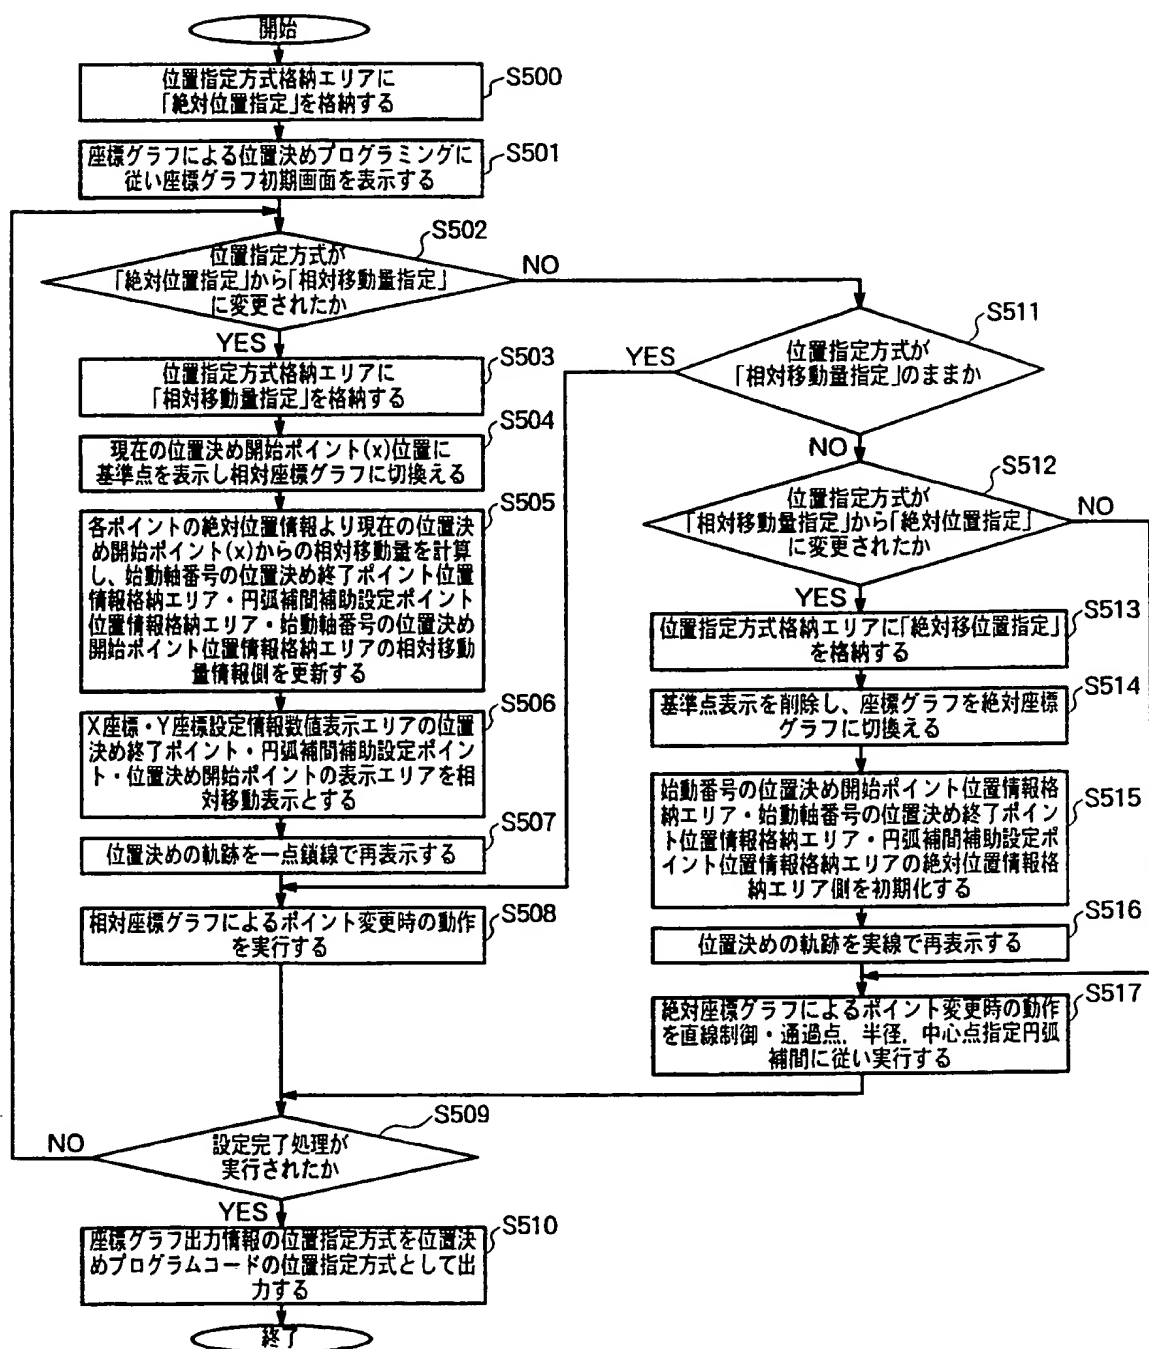 開始
位置指定方式格納エリアに
「絶対位置指定」を格納する
S500
座標グラフによる位置決めプログラミングに
従い座標グラフ初期画面を表示する
S501
位置指定方式が
「絶対位置指定」から「相対移動量指定」
に変更されたか
S502
NO
YES
位置指定方式格納エリアに
「相対移動量指定」を格納する
S503
現在の位置決め開始ポイント(x)位置に
基準点を表示し相対座標グラフに切換える
S504
各ポイントの絶対位置情報より現在の位置決
め開始ポイント(x)からの相対移動量を計算
し、始動軸番号の位置決め終了ポイント位置
情報格納エリア・円弧補間補助設定ポイント
位置情報格納エリア・始動軸番号の位置決め
開始ポイント位置情報格納エリアの相対移動
量情報側を更新する
S505
X座標・Y座標設定情報数値表示エリアの位置
決め終了ポイント・円弧補間補助設定ポイン
ト・位置決め開始ポイントの表示エリアを相
対移動表示とする
S506
位置決めの軌跡を一点鎖線で再表示する
S507
相対座標グラフによるポイント変更時の動作
を実行する
S508
設定完了処理が
実行されたか
S509
NO
YES
座標グラフ出力情報の位置指定方式を位置決
めプログラムコードの位置指定方式として出
力する
S510
終了
位置指定方式が
「相対移動量指定」のままか
S511
YES
NO
位置指定方式が
「相対移動量指定」から「絶対位置指定」
に変更されたか
S512
NO
YES
位置指定方式格納エリアに「絶対移位置指定」
を格納する
S513
基準点表示を削除し、座標グラフを絶対座標
グラフに切換える
S514
始動番号の位置決め開始ポイント位置情報格
納エリア・始動軸番号の位置決め終了ポイン
ト位置情報格納エリア・円弧補間補助設定ポ
イント位置情報格納エリアの絶対位置情報格
納エリア側を初期化する
S515
位置決めの軌跡を実線で再表示する
S516
絶対座標グラフによるポイント変更時の動作
を直線制御・通過点，半径，中心点指定円弧
補間に従い実行する
S517